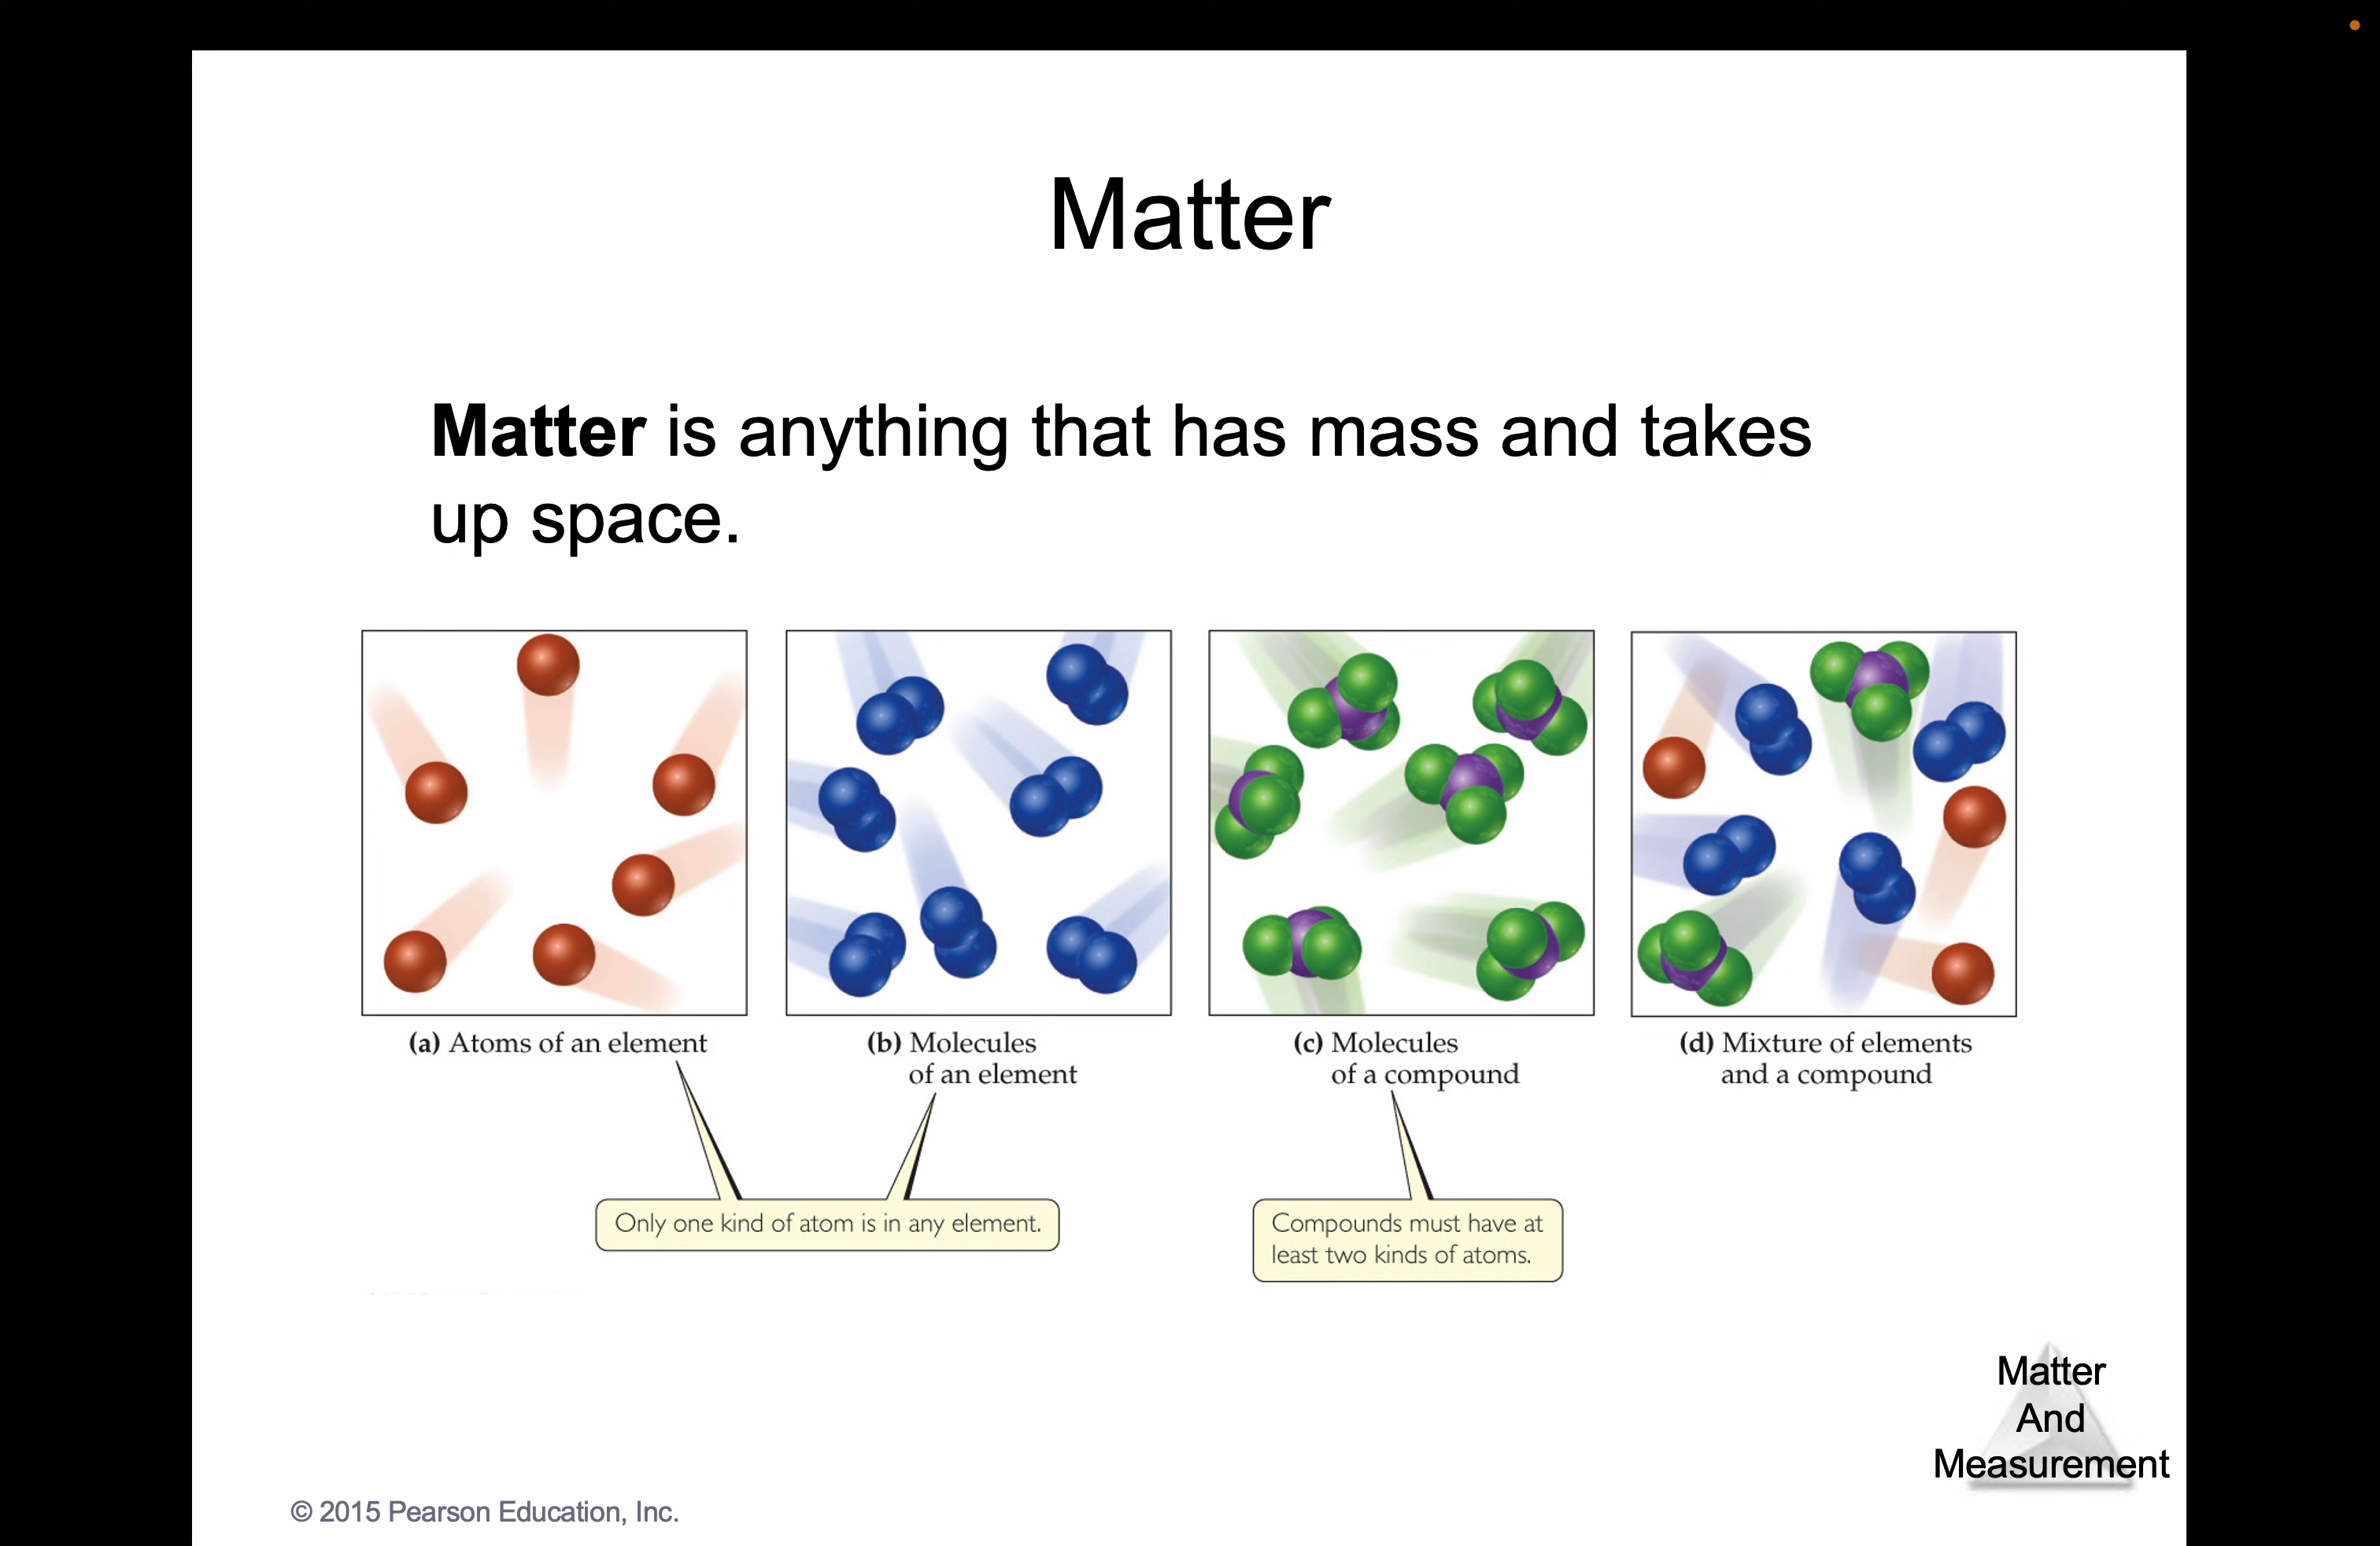 Matter
Matter is anything that has mass and takes
up space.
(a) Atoms of an element
(b) Molecules
of an element
(c) Molecules
of a compound
(d) Mixture of elements
and a compound
Only one kind of atom is in any element.
Compounds must have at
least two kinds of atoms.
Matter
And
Measurement
© 2015 Pearson Education, Inc.